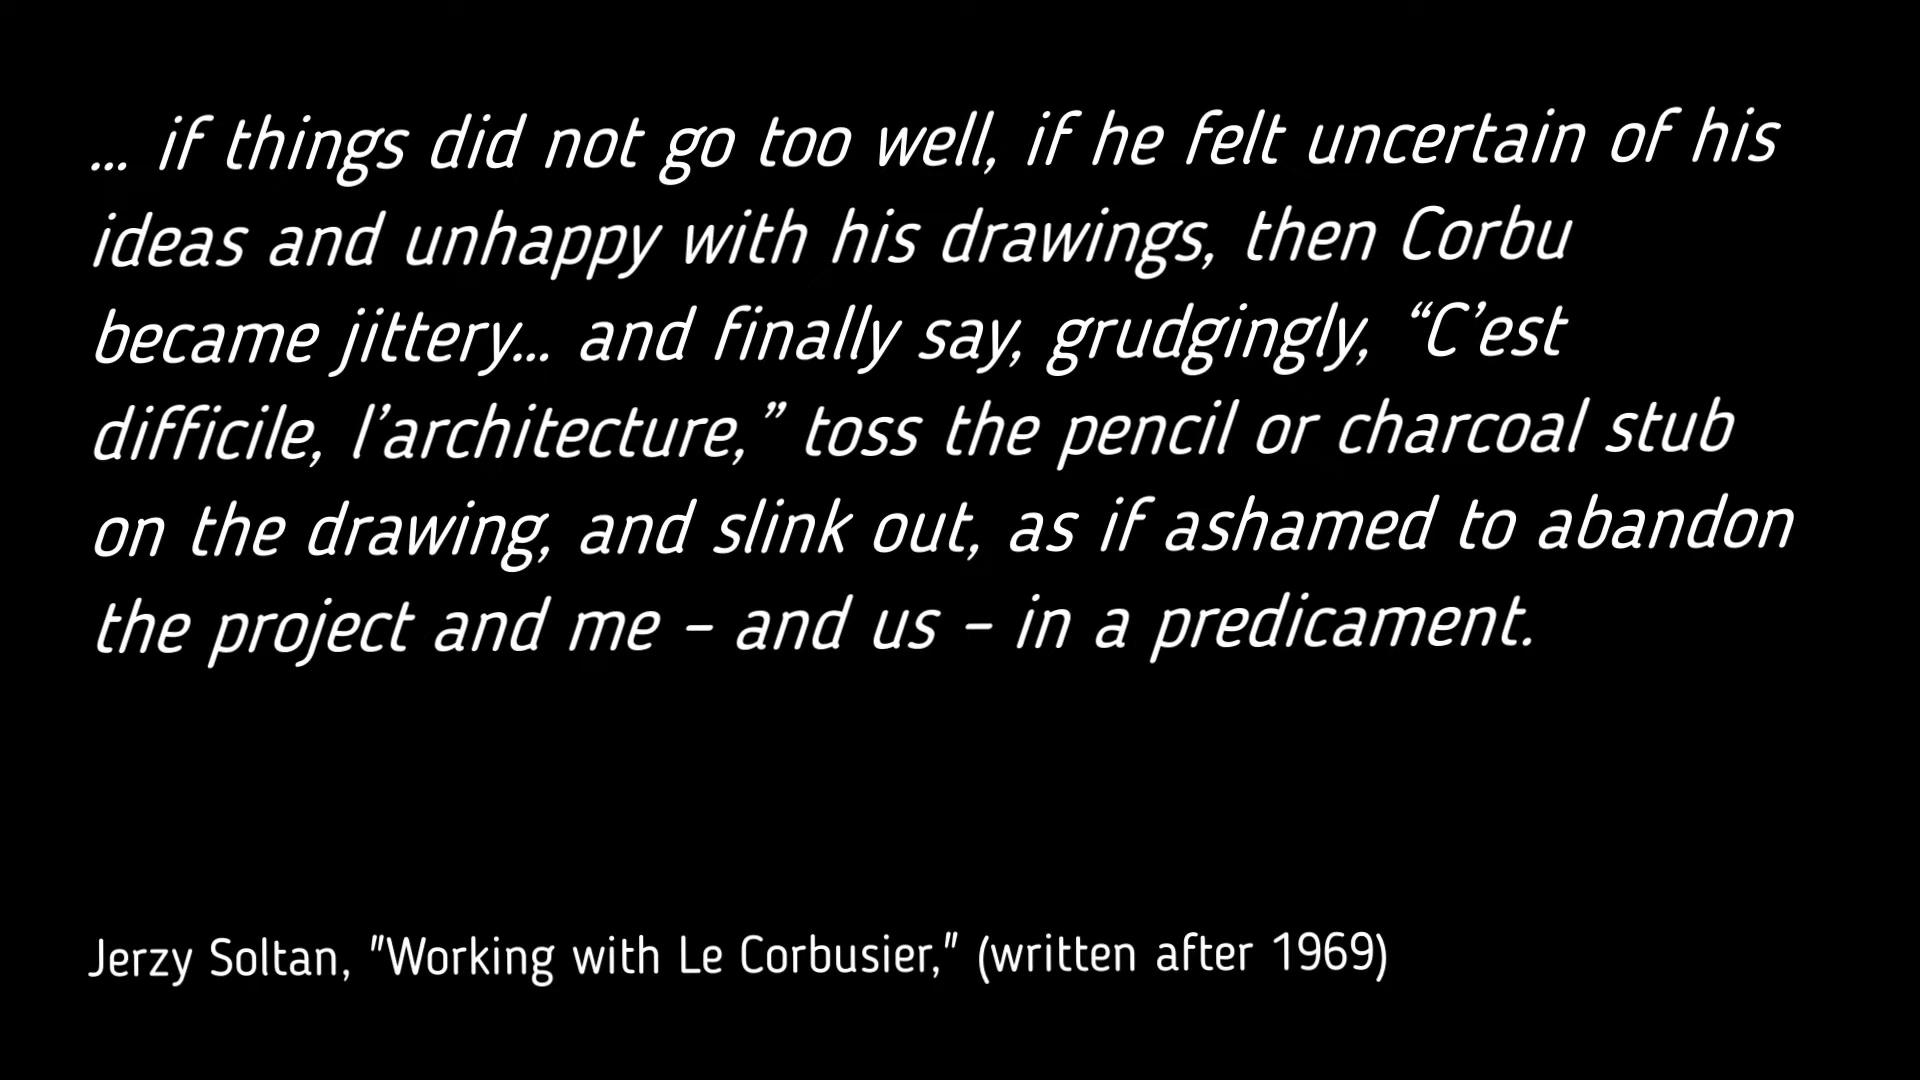 ... if things did not go too well, if he felt uncertain of his
ideas and unhappy with his drawings, then Corbu
became jittery... and finally say, grudgingly, “C’est
difficile, l’architecture,” toss the pencil or charcoal stub
on the drawing, and slink out, as if ashamed to abandon
the project and me – and us – in a predicament.
Jerzy Soltan, "Working with Le Corbusier," (written after 1969)